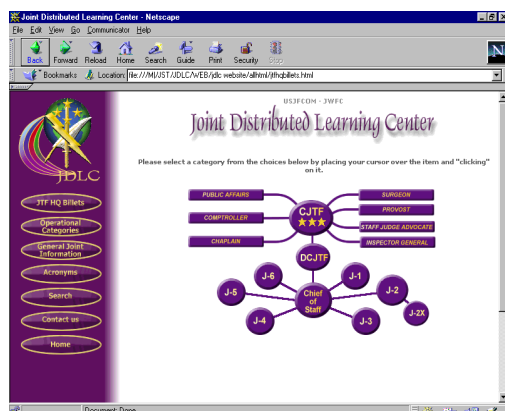 Joint Distributed Learning Center - Netscape
File Edit View Go Communicator Help
Back Forward Reload Home Search Guide Print Security Stop
N
Bookmarks Location: file:///M|/JST/JDLC/WEB/jdlc website/allhtml/jtfhqbillets.html
USJFCOM - JWFC
Joint Distributed Learning Center
JDLC
Please select a category from the choices below by placing your cursor over the item and "clicking"
on it.
JTF HQ Billets
Operational
Categories
General Joint
Information
Acronyms
Search
Contact us
Home
PUBLIC AFFAIRS
COMPTROLLER
CHAPLAIN
CJTF
SURGEON
PROVOST
STAFF JUDGE ADVOCATE
INSPECTOR GENERAL
DCJTF
J-6
J-1
J-5
Chief
of
Staff
J-2
J-4
J-3
J-2X
Document: Done